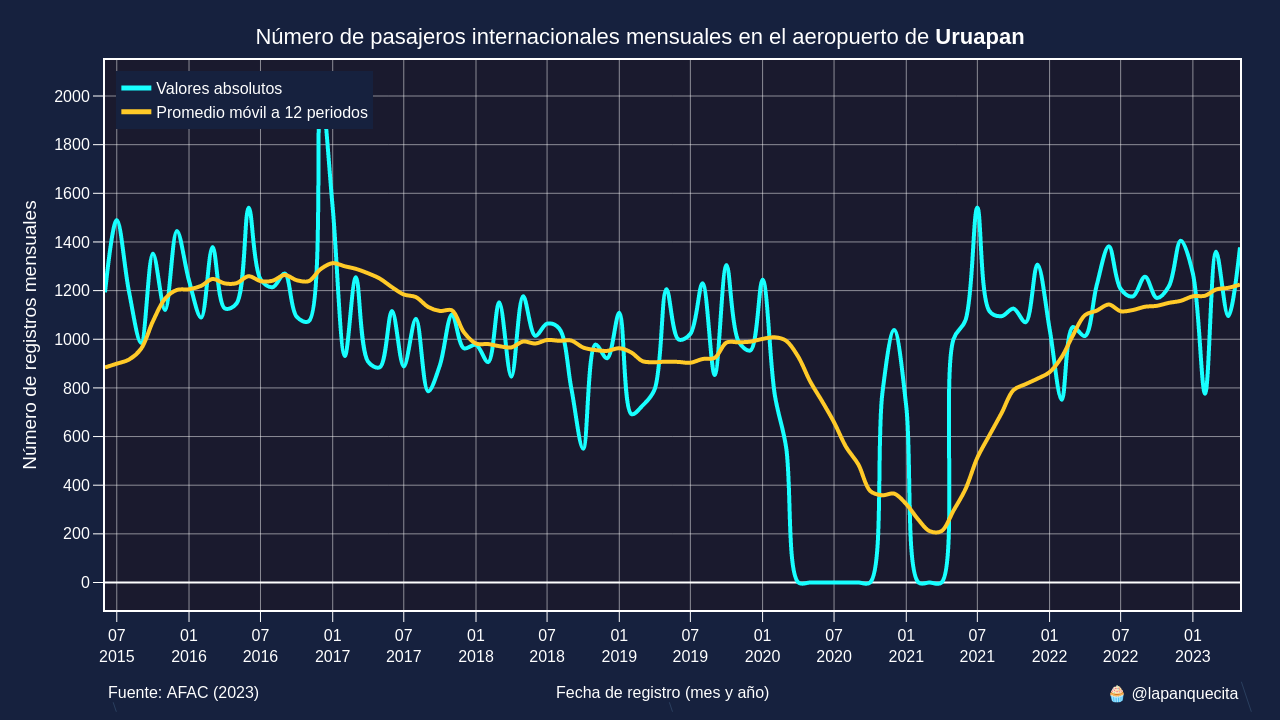 Número de pasajeros internacionales mensuales en el aeropuerto de Uruapan
Valores absolutos
Promedio móvil a 12 periodos
Número de registros mensuales
2000
1800
1600
1400
1200
1000
800
600
400
200
0
07 01 07 01 07 01 07 01 07 01 07 01 07 01 07 01
2015 2016 2016 2017 2017 2018 2018 2019 2019 2020 2020 2021 2021 2022 2022 2023
Fuente: AFAC (2023) Fecha de registro (mes y año) 🧁 @lapanquecita